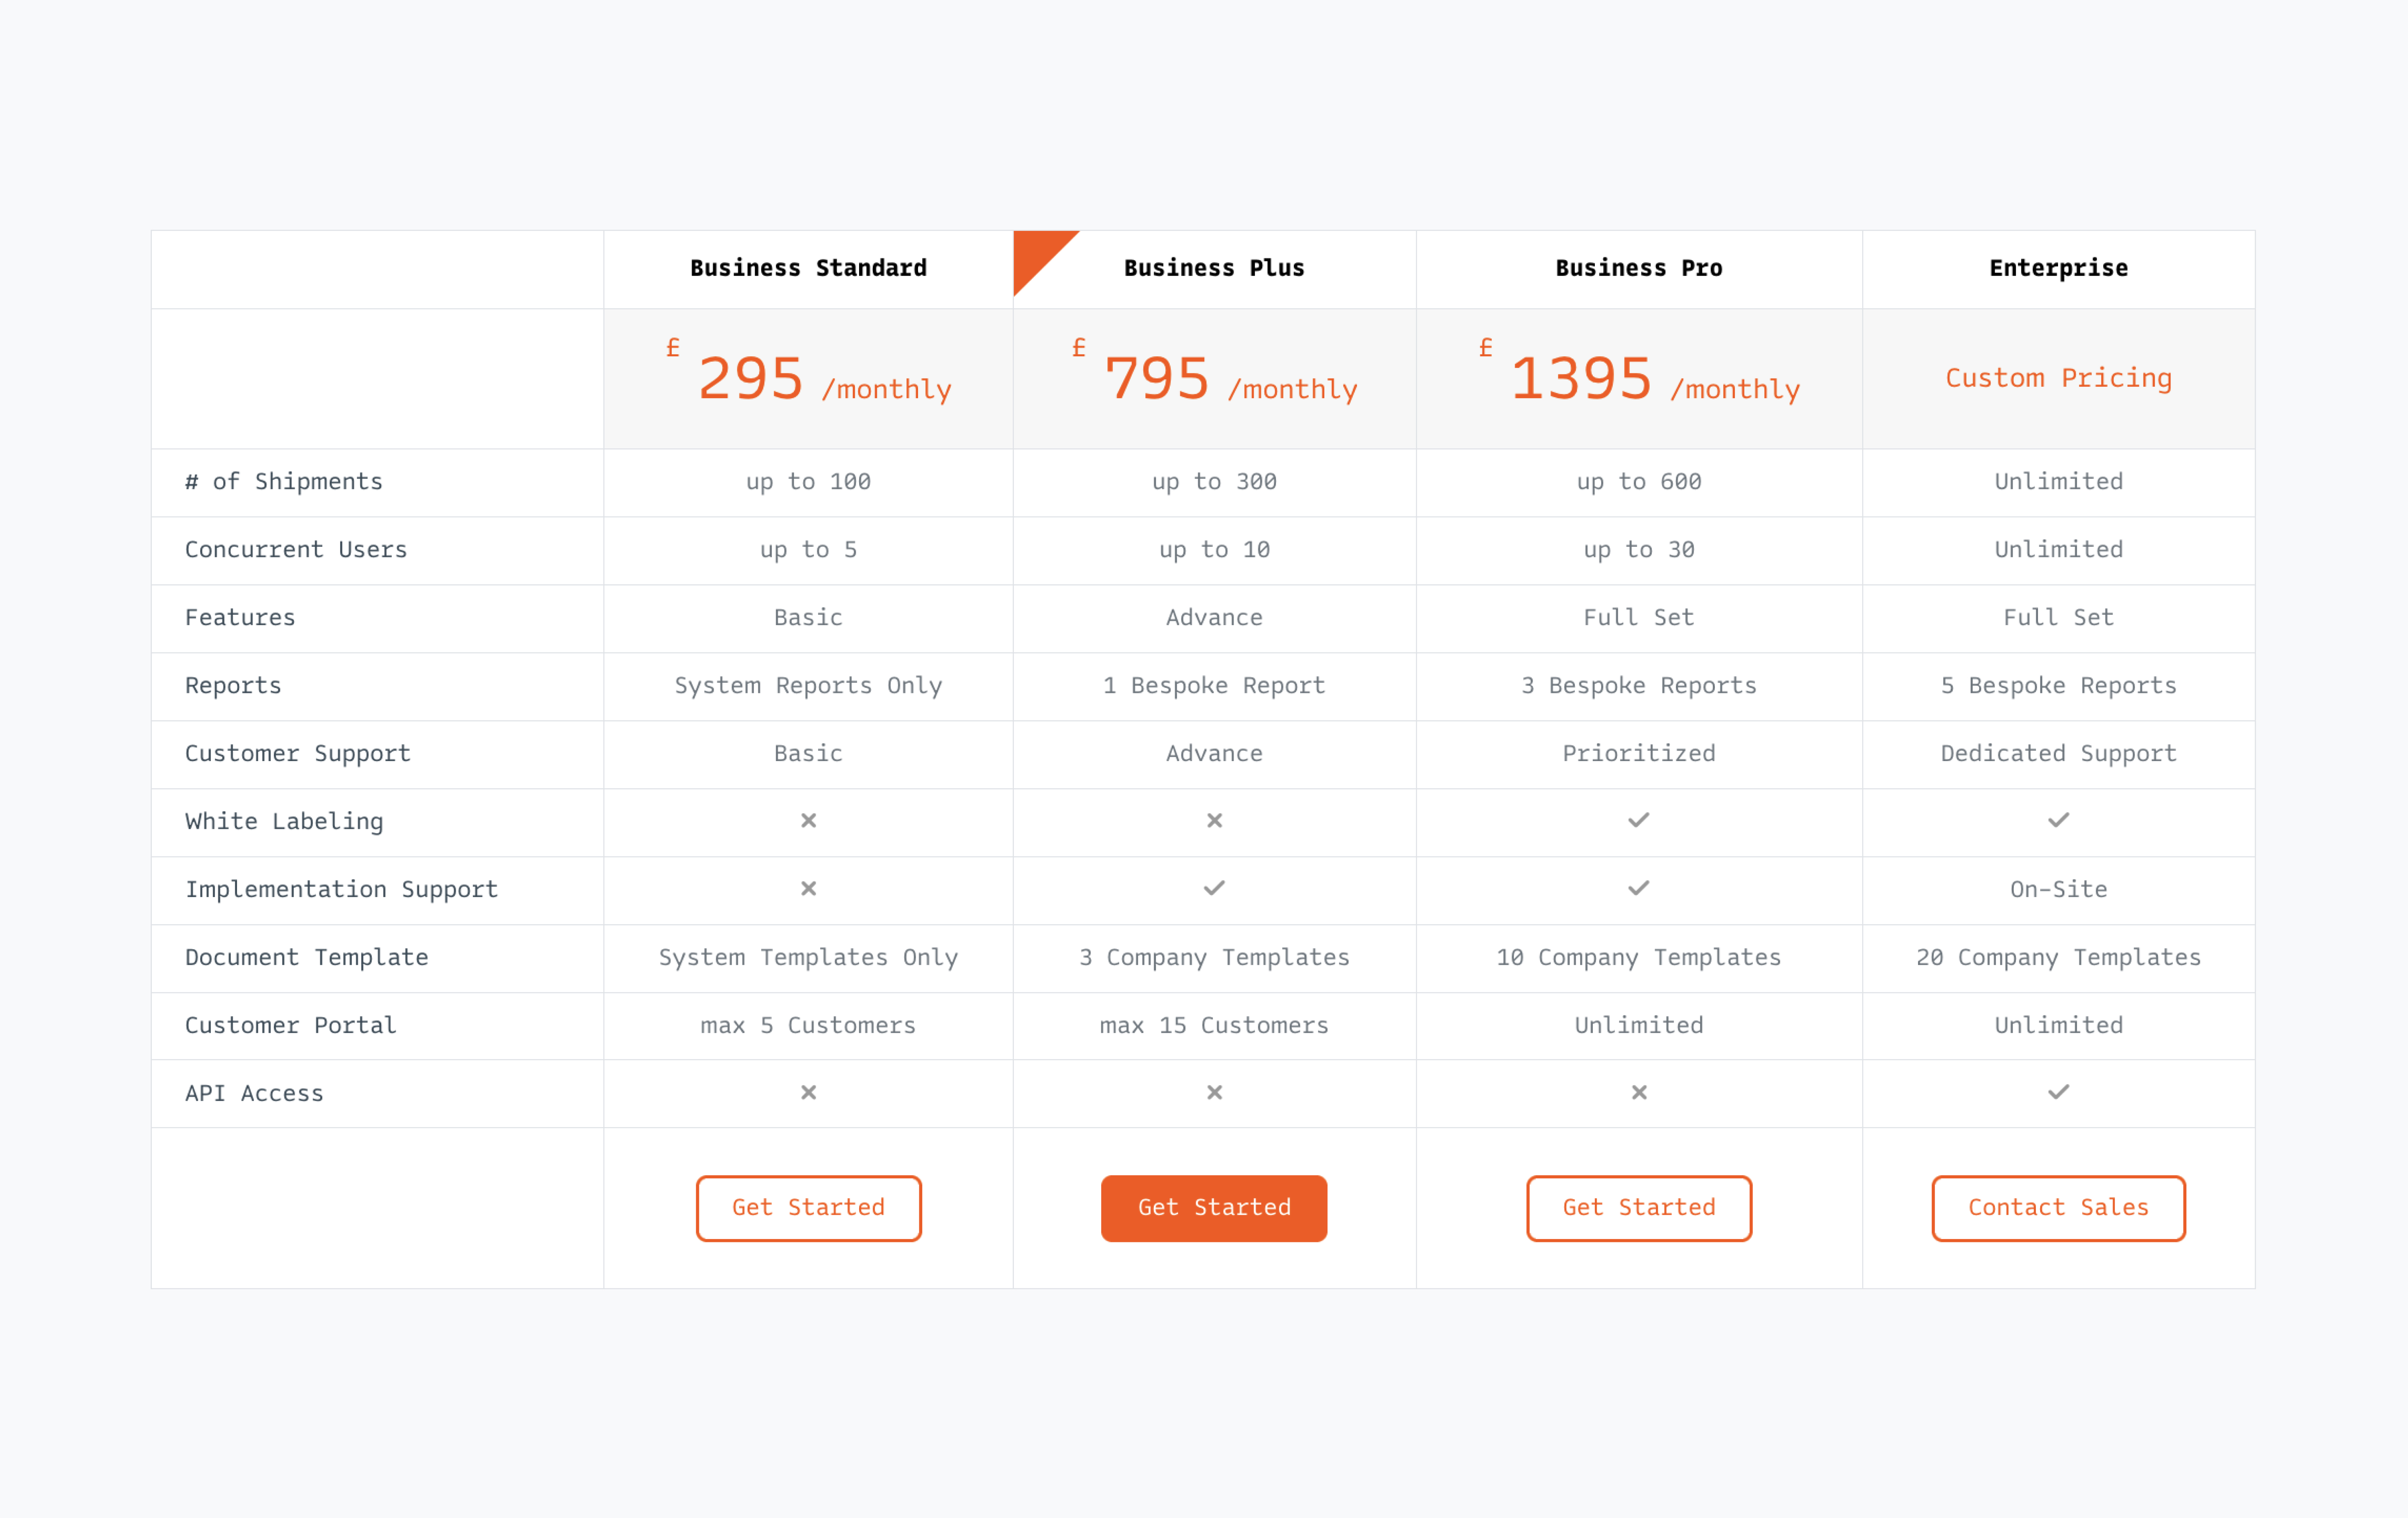 Business Standard Business Plus Business Pro Enterprise
£ 295 /monthly £ 795 /monthly £ 1395 /monthly Custom Pricing
# of Shipments up to 100 up to 300 up to 600 Unlimited
Concurrent Users up to 5 up to 10 up to 30 Unlimited
Features Basic Advance Full Set Full Set
Reports System Reports Only 1 Bespoke Report 3 Bespoke Reports 5 Bespoke Reports
Customer Support Basic Advance Prioritized Dedicated Support
White Labeling
Implementation Support On-Site
Document Template System Templates Only 3 Company Templates 10 Company Templates 20 Company Templates
Customer Portal max 5 Customers max 15 Customers Unlimited Unlimited
API Access
Get Started Get Started Get Started Contact Sales